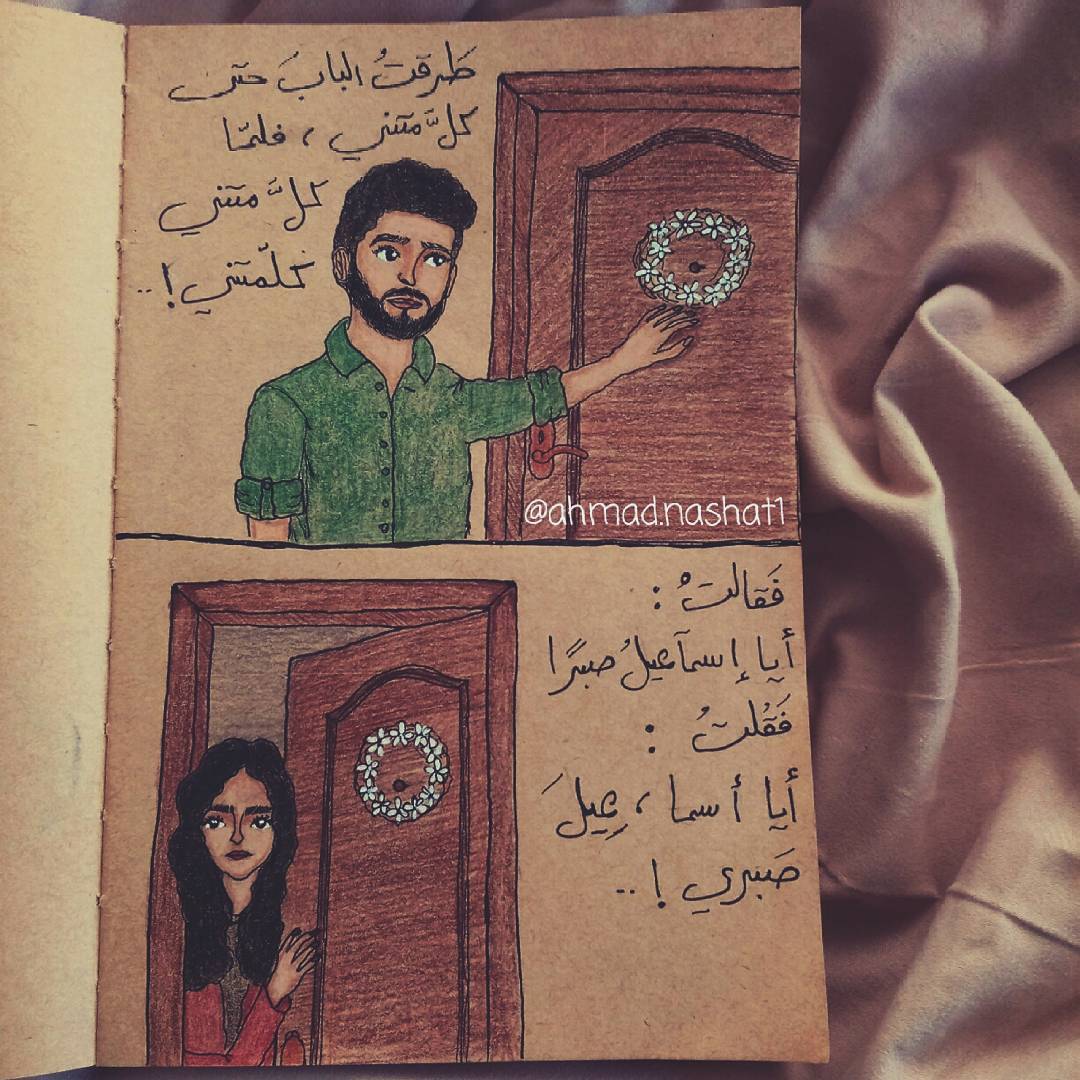 طَرقتُ البابَ حتى
كلَّ متني ، فلمّا
كلَّ متني
كلّمتني !..
@ahmad.nashat1
فَقالتْ :
أيا إسماعيلُ صبرًا
فَقُلتُ :
أيا أسما ، عِيلَ
صَبري !..